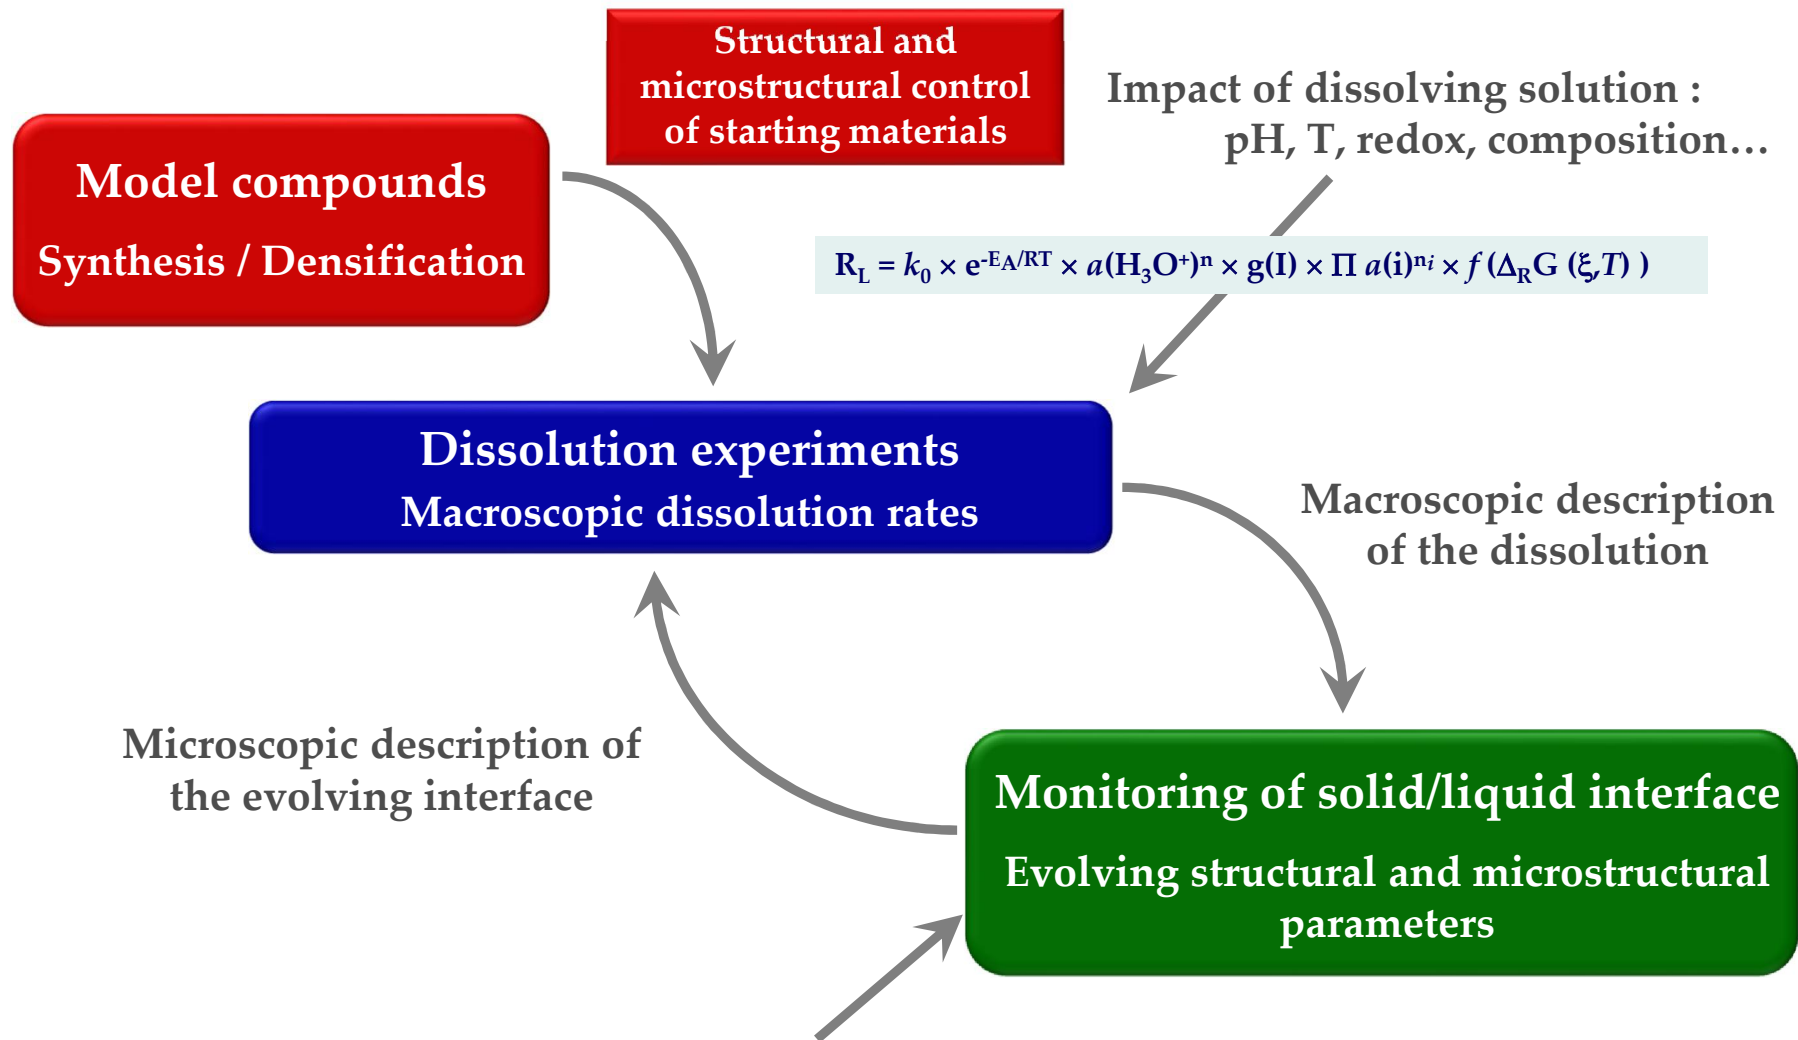 Structural and
microstructural control
of starting materials
Impact of dissolving solution :
pH, T, redox, composition…
Model compounds
Synthesis / Densification
R_L = k_0 × e^{-E_A/RT} × a(H_3O^+)^n × g(I) × Π a(i)^{n_i} × f (Δ_RG (ξ,T) )
Dissolution experiments
Macroscopic dissolution rates
Macroscopic description
of the dissolution
Microscopic description of
the evolving interface
Monitoring of solid/liquid interface
Evolving structural and microstructural
parameters